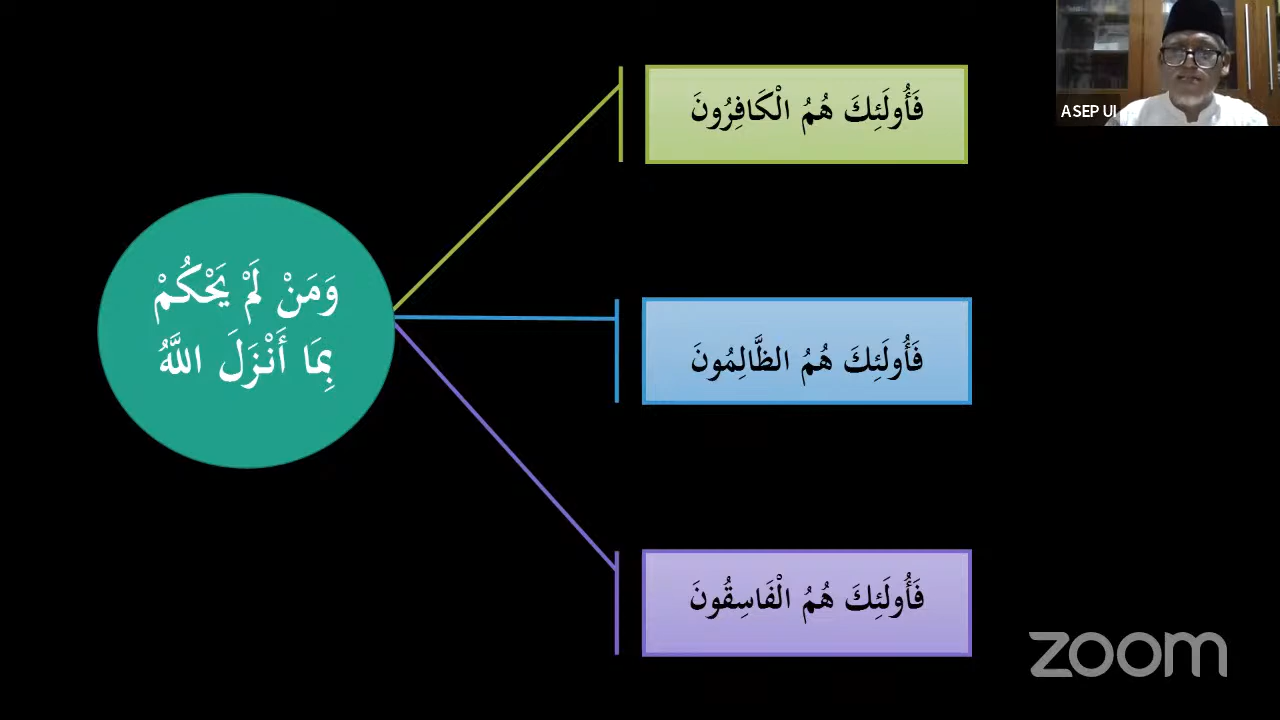 وَمَنْ لَمْ يَحْكُمْ
بِمَا أَنْزَلَ اللَّهُ
فَأُولَئِكَ هُمُ الْكَافِرُونَ
فَأُولَئِكَ هُمُ الظَّالِمُونَ
فَأُولَئِكَ هُمُ الْفَاسِقُونَ
ASEP UI
zoom